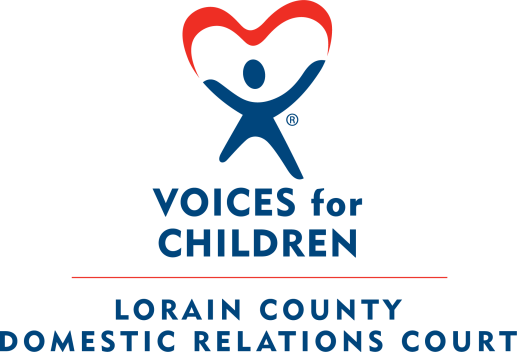 ®
VOICES for
CHILDREN
LORAIN COUNTY
DOMESTIC RELATIONS COURT